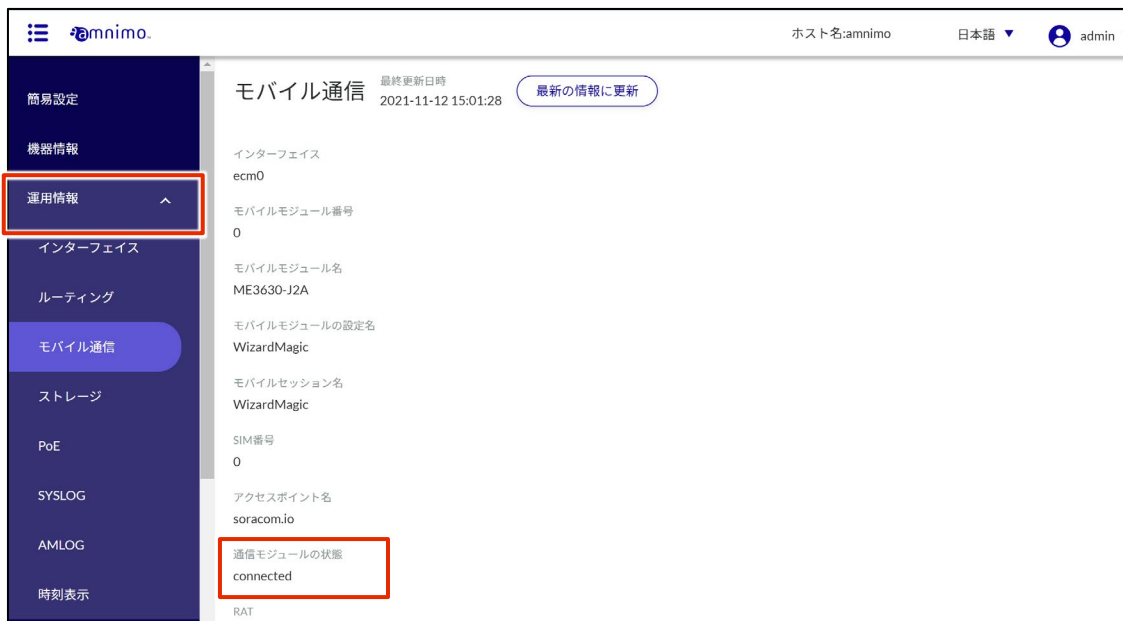 amnimo
ホスト名:amnimo
日本語 ▼
admin
簡易設定
機器情報
運用情報
インターフェイス
ルーティング
モバイル通信
ストレージ
PoE
SYSLOG
AMLOG
時刻表示
モバイル通信
最終更新日時
2021-11-12 15:01:28
最新の情報に更新
インターフェイス
ecm0
モバイルモジュール番号
0
モバイルモジュール名
ME3630-J2A
モバイルモジュールの設定名
WizardMagic
モバイルセッション名
WizardMagic
SIM番号
0
アクセスポイント名
soracom.io
通信モジュールの状態
connected
RAT